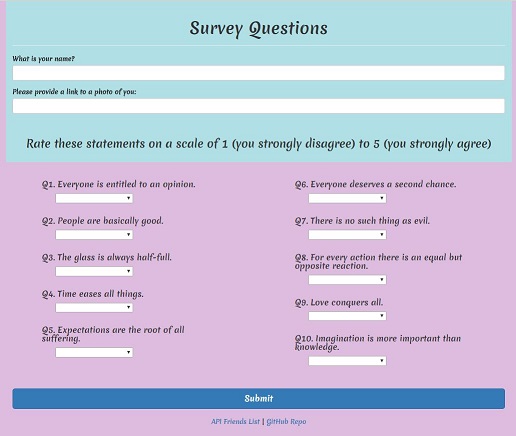 Survey Questions
What is your name?
Please provide a link to a photo of you:
Rate these statements on a scale of 1 (you strongly disagree) to 5 (you strongly agree)
Q1. Everyone is entitled to an opinion.
Q2. People are basically good.
Q3. The glass is always half-full.
Q4. Time eases all things.
Q5. Expectations are the root of all
suffering.
Q6. Everyone deserves a second chance.
Q7. There is no such thing as evil.
Q8. For every action there is an equal but
opposite reaction.
Q9. Love conquers all.
Q10. Imagination is more important than
knowledge.
Submit
API Friends List | GitHub Repo